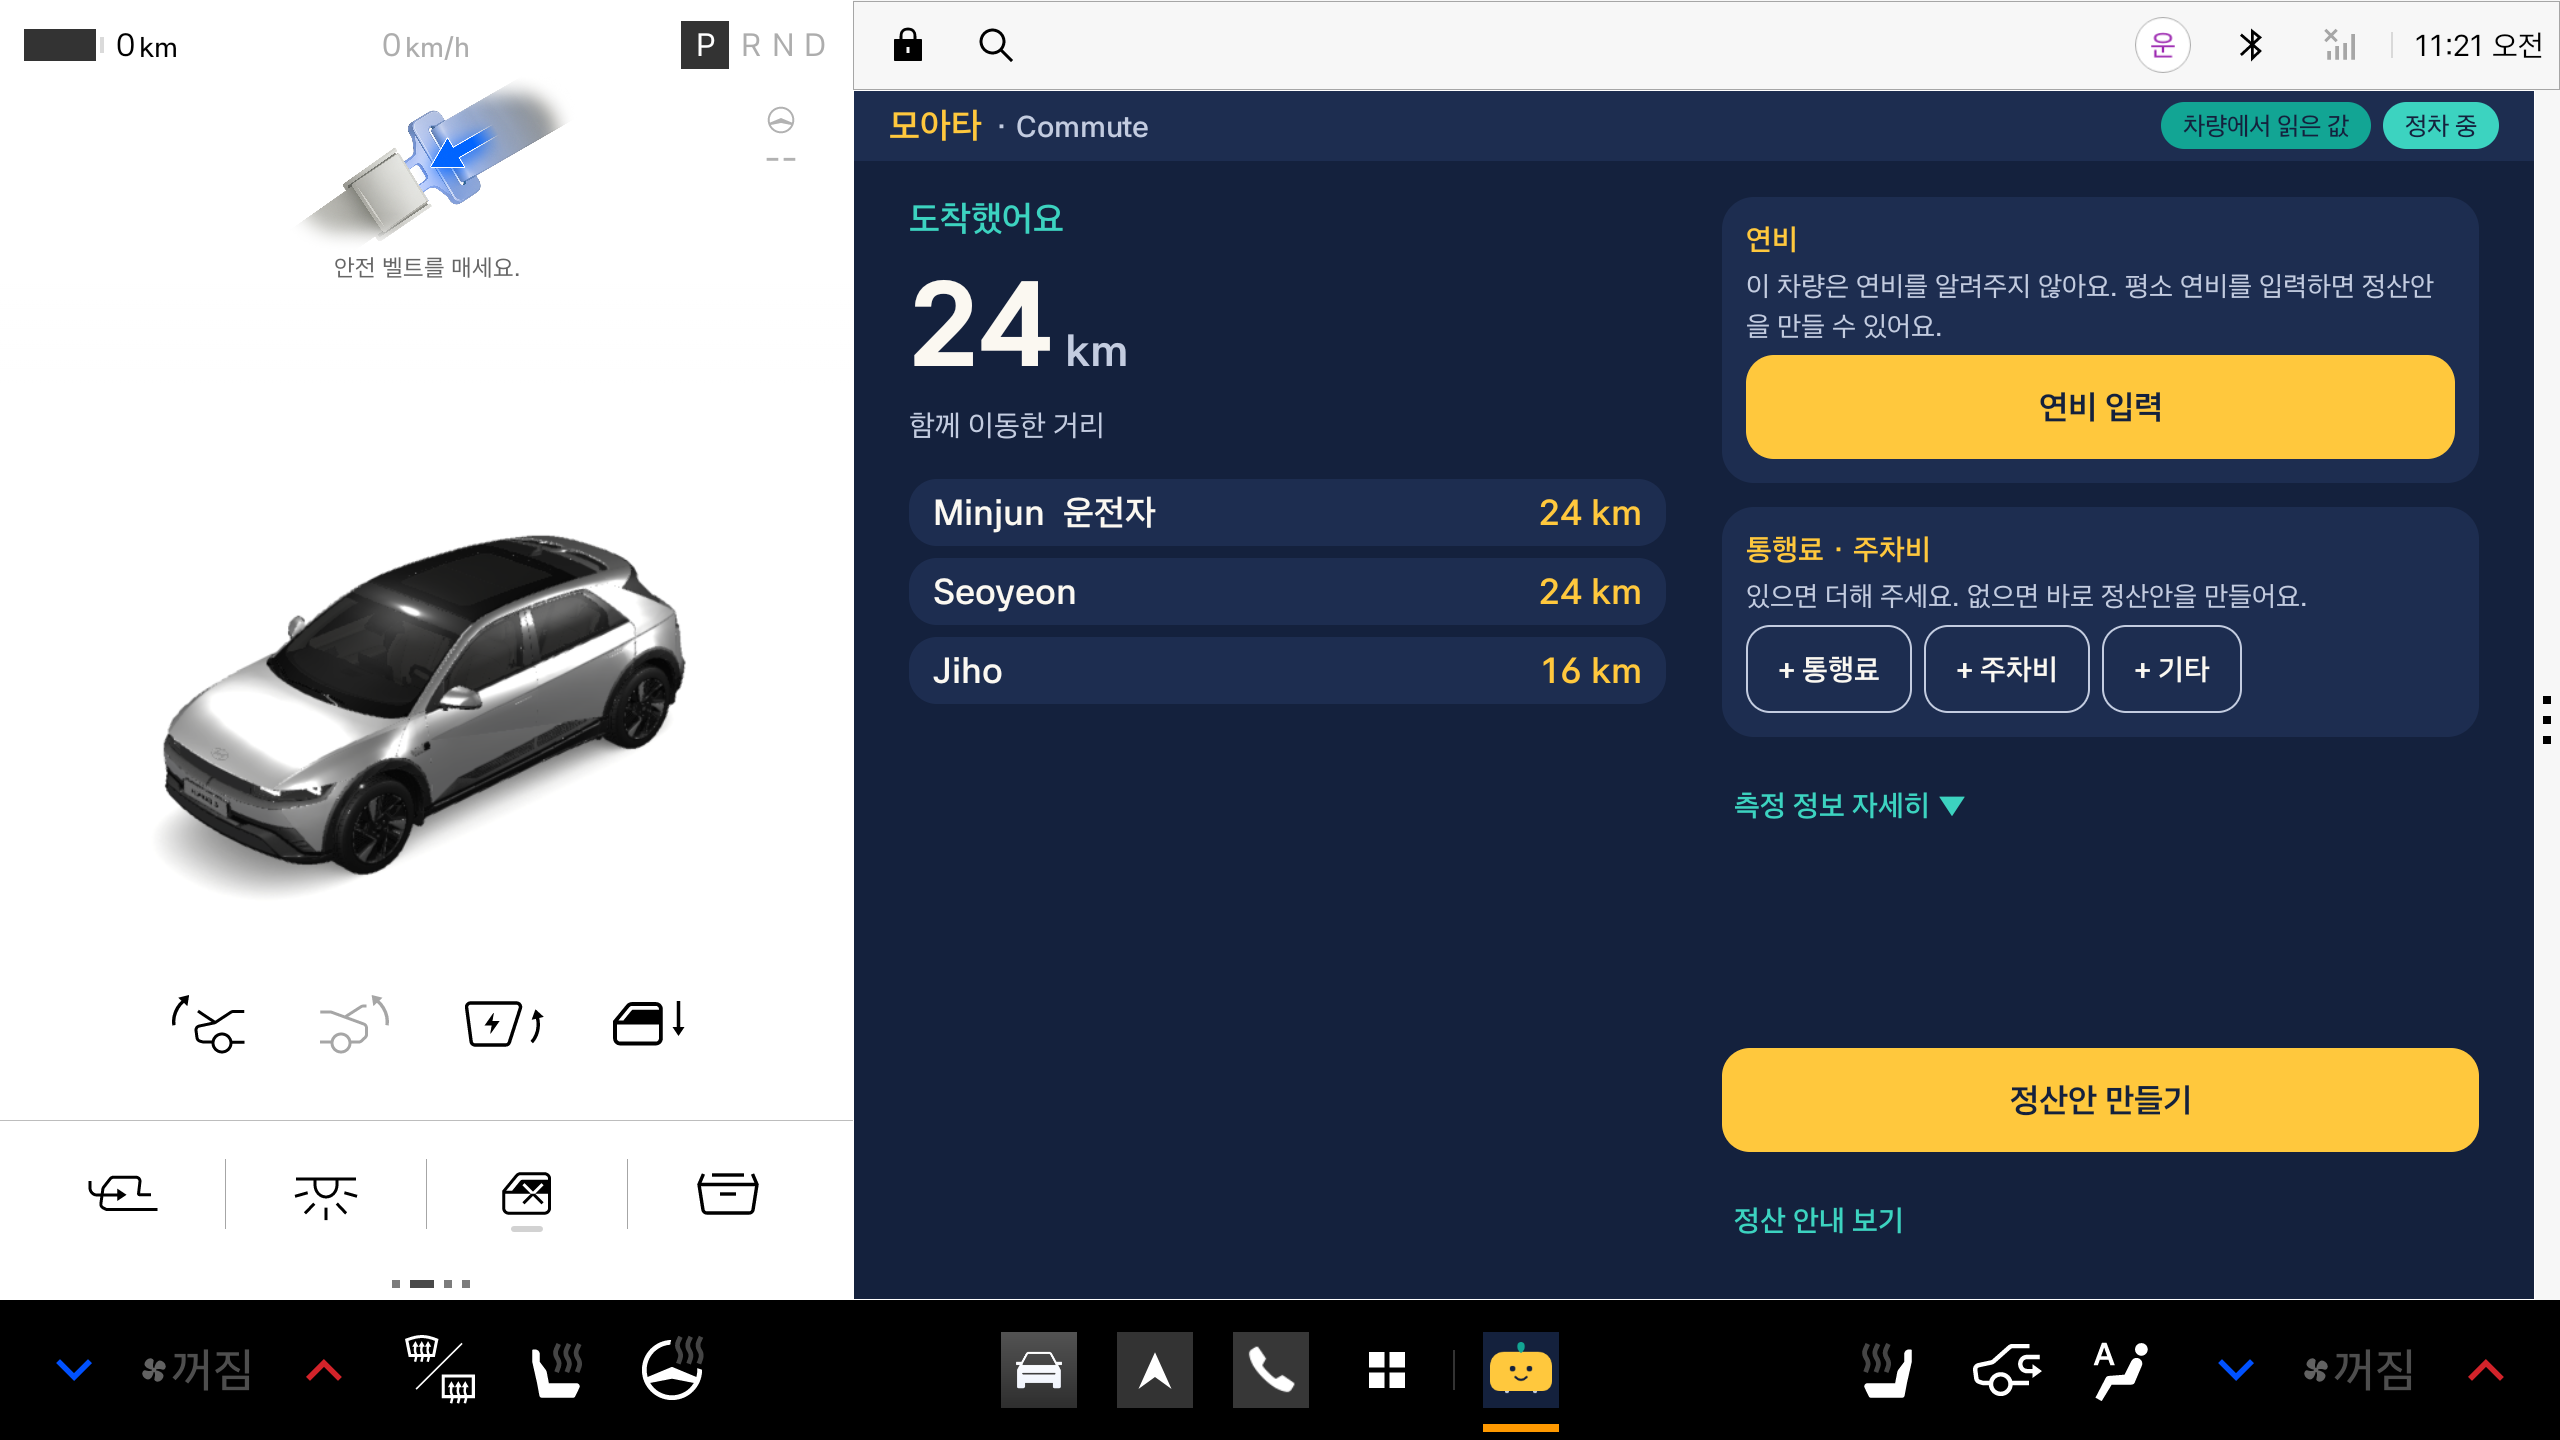 0 km
0 km/h
P R N D
안전 벨트를 매세요.
운
11:21 오전
모아타 · Commute
차량에서 읽은 값
정차 중
도착했어요
24 km
함께 이동한 거리
Minjun 운전자 24 km
Seoyeon 24 km
Jiho 16 km
연비
이 차량은 연비를 알려주지 않아요. 평소 연비를 입력하면 정산안
을 만들 수 있어요.
연비 입력
통행료 · 주차비
있으면 더해 주세요. 없으면 바로 정산안을 만들어요.
+ 통행료
+ 주차비
+ 기타
측정 정보 자세히 ▼
정산안 만들기
정산 안내 보기
꺼짐
A
꺼짐